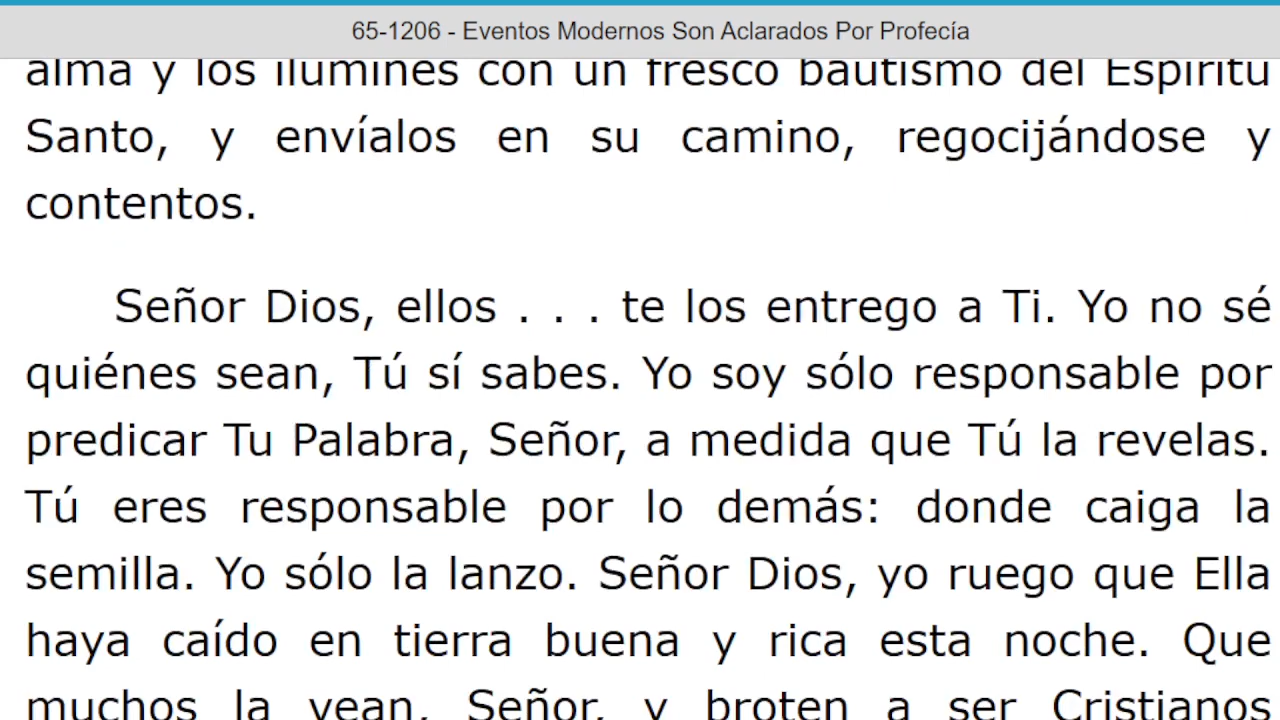 65-1206 - Eventos Modernos Son Aclarados Por Profecía
alma y los ilumines con un fresco bautismo del Espíritu
Santo, y envíalos en su camino, regocijándose y
contentos.
Señor Dios, ellos . . . te los entrego a Ti. Yo no sé
quiénes sean, Tú sí sabes. Yo soy sólo responsable por
predicar Tu Palabra, Señor, a medida que Tú la revelas.
Tú eres responsable por lo demás: donde caiga la
semilla. Yo sólo la lanzo. Señor Dios, yo ruego que Ella
haya caído en tierra buena y rica esta noche. Que
muchos la vean, Señor, y broten a ser Cristianos